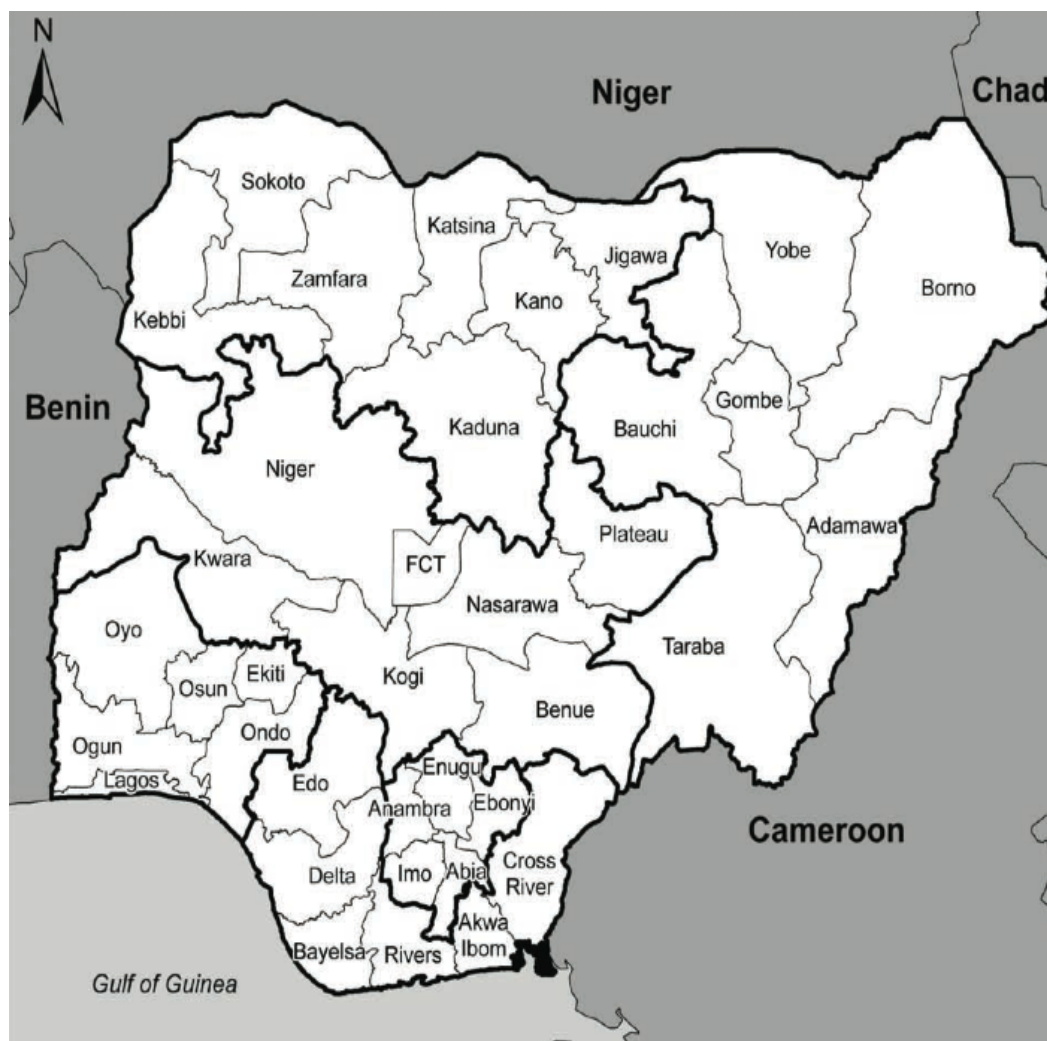 N
Niger
Chad
Sokoto
Katsina
Jigawa
Yobe
Zamfara
Kano
Borno
Kebbi
Benin
Gombe
Kaduna
Bauchi
Niger
Plateau
Adamawa
Kwara
FCT
Nasarawa
Oyo
Taraba
Ekiti
Kogi
Osun
Benue
Ondo
Ogun
Enugu
Lagos
Edo
Anambra
Ebonyi
Cameroon
Delta
Imo
Abia
Cross
River
Akwa
Ibom
Bayelsa
Rivers
Gulf of Guinea